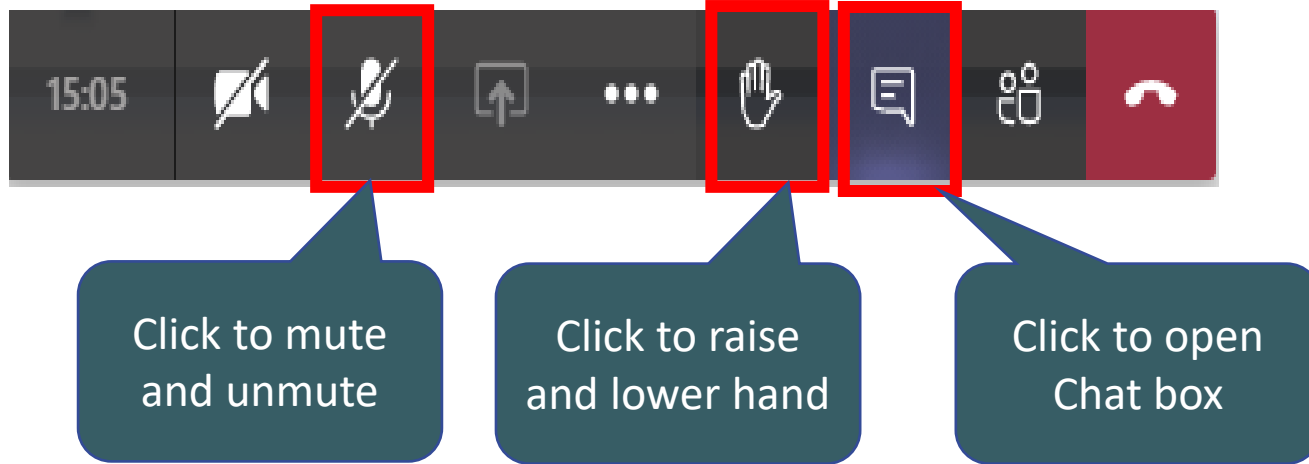 15:05
Click to mute
and unmute
Click to raise
and lower hand
Click to open
Chat box